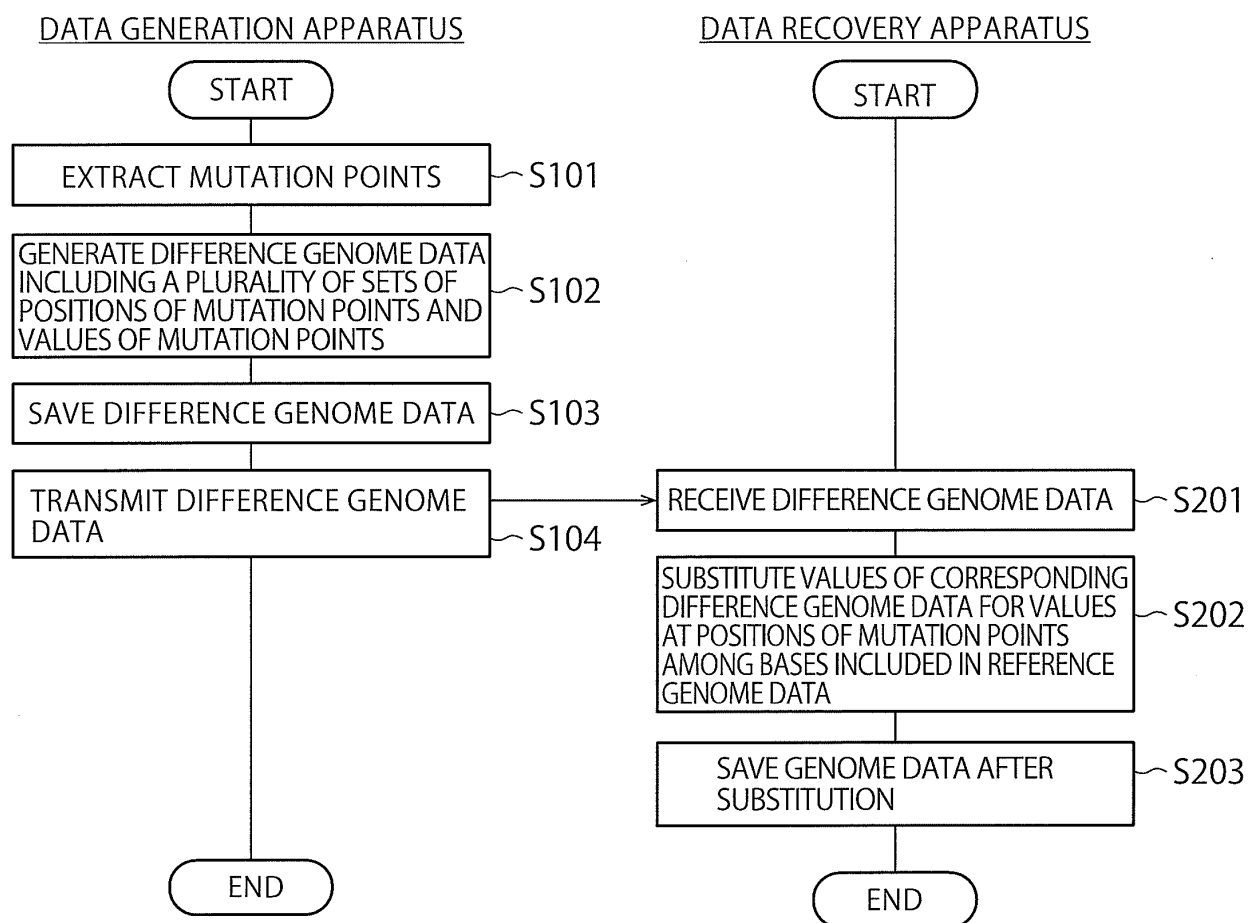 DATA GENERATION APPARATUS
START
EXTRACT MUTATION POINTS
S101
GENERATE DIFFERENCE GENOME DATA
INCLUDING A PLURALITY OF SETS OF
POSITIONS OF MUTATION POINTS AND
VALUES OF MUTATION POINTS
S102
SAVE DIFFERENCE GENOME DATA
S103
TRANSMIT DIFFERENCE GENOME
DATA
S104
END
DATA RECOVERY APPARATUS
START
RECEIVE DIFFERENCE GENOME DATA
S201
SUBSTITUTE VALUES OF CORRESPONDING
DIFFERENCE GENOME DATA FOR VALUES
AT POSITIONS OF MUTATION POINTS
AMONG BASES INCLUDED IN REFERENCE
GENOME DATA
S202
SAVE GENOME DATA AFTER
SUBSTITUTION
S203
END